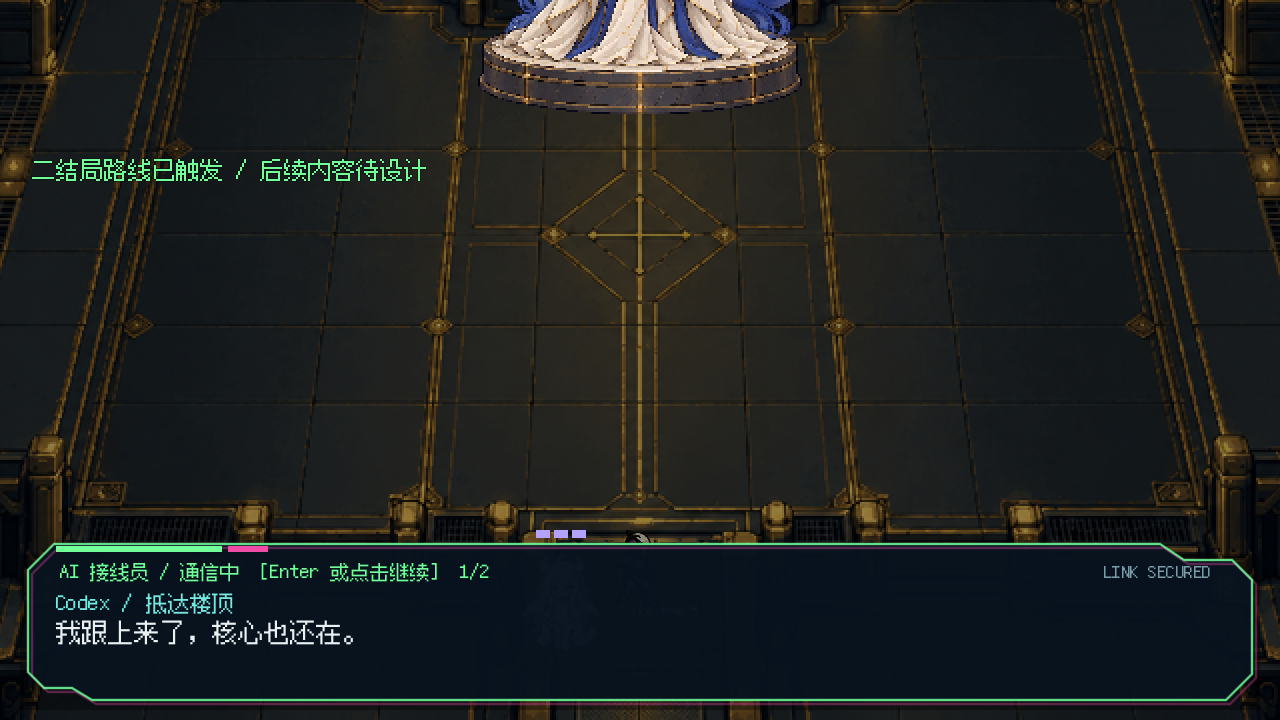 二结局路线已触发 / 后续内容待设计
AI 接线员 / 通信中 [Enter 或点击继续] 1/2
LINK SECURED
Codex / 抵达楼顶
我跟上来了，核心也还在。